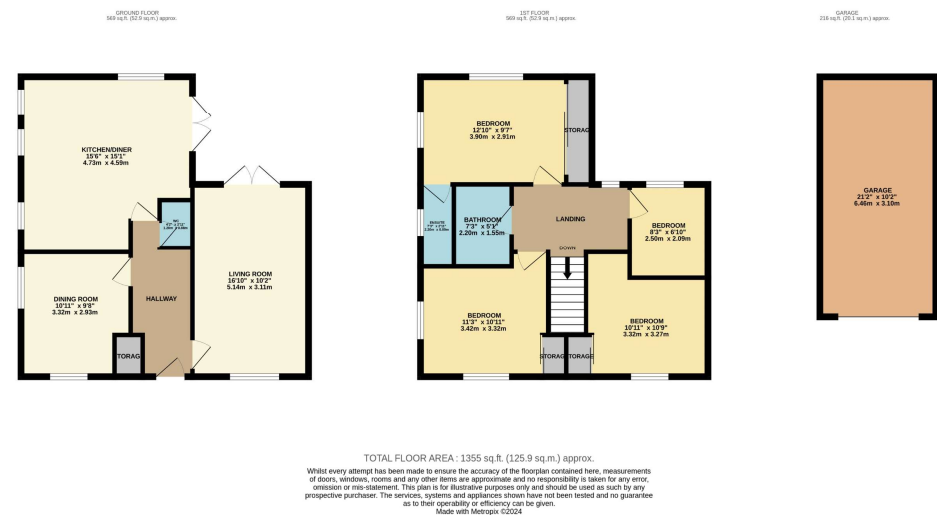 GROUND FLOOR
569 sq.ft. (52.9 sq.m.) approx.
1ST FLOOR
569 sq.ft. (52.9 sq.m.) approx.
GARAGE
216 sq.ft. (20.1 sq.m.) approx.
KITCHEN/DINER
15'6" x 15'1"
4.73m x 4.59m
WC
DINING ROOM
10'11" x 9'8"
3.32m x 2.93m
HALLWAY
LIVING ROOM
16'10" x 10'2"
5.14m x 3.11m
STORAG
BEDROOM
12'10" x 9'7"
3.90m x 2.91m
STORAG
ENSUITE
BATHROOM
7'3" x 5'1"
2.20m x 1.55m
LANDING
DOWN
BEDROOM
8'3" x 6'10"
2.50m x 2.09m
BEDROOM
11'3" x 10'11"
3.42m x 3.32m
BEDROOM
10'11" x 10'9"
3.32m x 3.27m
STORAGE
STORAGE
GARAGE
21'2" x 10'2"
6.46m x 3.10m
TOTAL FLOOR AREA : 1355 sq.ft. (125.9 sq.m.) approx.
Whilst every attempt has been made to ensure the accuracy of the floorplan contained here, measurements
of doors, windows, rooms and any other items are approximate and no responsibility is taken for any error,
omission or mis-statement. This plan is for illustrative purposes only and should be used as such by any
prospective purchaser. The services, systems and appliances shown have not been tested and no guarantee
as to their operability or efficiency can be given.
Made with Metropix ©2024